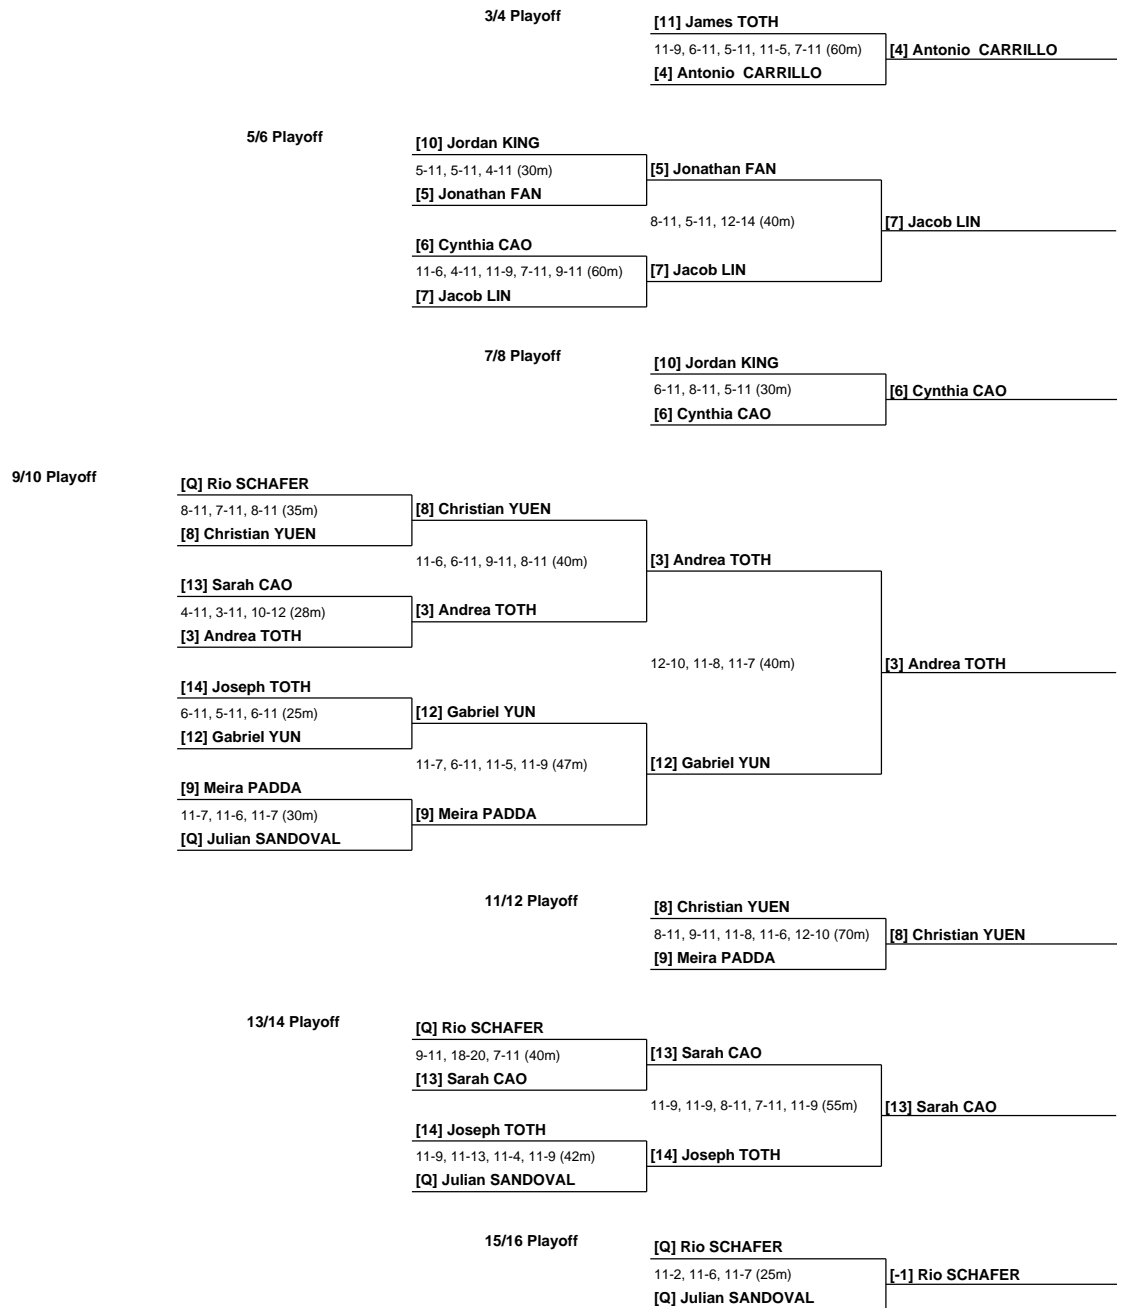 3/4 Playoff
[11] James TOTH
11-9, 6-11, 5-11, 11-5, 7-11 (60m)
[4] Antonio  CARRILLO
[4] Antonio  CARRILLO
5/6 Playoff
[10] Jordan KING
5-11, 5-11, 4-11 (30m)
[5] Jonathan FAN
[5] Jonathan FAN
8-11, 5-11, 12-14 (40m)
[7] Jacob LIN
[6] Cynthia CAO
11-6, 4-11, 11-9, 7-11, 9-11 (60m)
[7] Jacob LIN
[7] Jacob LIN
7/8 Playoff
[10] Jordan KING
6-11, 8-11, 5-11 (30m)
[6] Cynthia CAO
[6] Cynthia CAO
9/10 Playoff
[Q] Rio SCHAFER
8-11, 7-11, 8-11 (35m)
[8] Christian YUEN
[8] Christian YUEN
11-6, 6-11, 9-11, 8-11 (40m)
[3] Andrea TOTH
[13] Sarah CAO
4-11, 3-11, 10-12 (28m)
[3] Andrea TOTH
[3] Andrea TOTH
12-10, 11-8, 11-7 (40m)
[3] Andrea TOTH
[14] Joseph TOTH
6-11, 5-11, 6-11 (25m)
[12] Gabriel YUN
[12] Gabriel YUN
11-7, 6-11, 11-5, 11-9 (47m)
[12] Gabriel YUN
[9] Meira PADDA
11-7, 11-6, 11-7 (30m)
[9] Meira PADDA
[Q] Julian SANDOVAL
11/12 Playoff
[8] Christian YUEN
8-11, 9-11, 11-8, 11-6, 12-10 (70m)
[8] Christian YUEN
[9] Meira PADDA
13/14 Playoff
[Q] Rio SCHAFER
9-11, 18-20, 7-11 (40m)
[13] Sarah CAO
[13] Sarah CAO
11-9, 11-9, 8-11, 7-11, 11-9 (55m)
[13] Sarah CAO
[14] Joseph TOTH
11-9, 11-13, 11-4, 11-9 (42m)
[14] Joseph TOTH
[Q] Julian SANDOVAL
15/16 Playoff
[Q] Rio SCHAFER
11-2, 11-6, 11-7 (25m)
[-1] Rio SCHAFER
[Q] Julian SANDOVAL